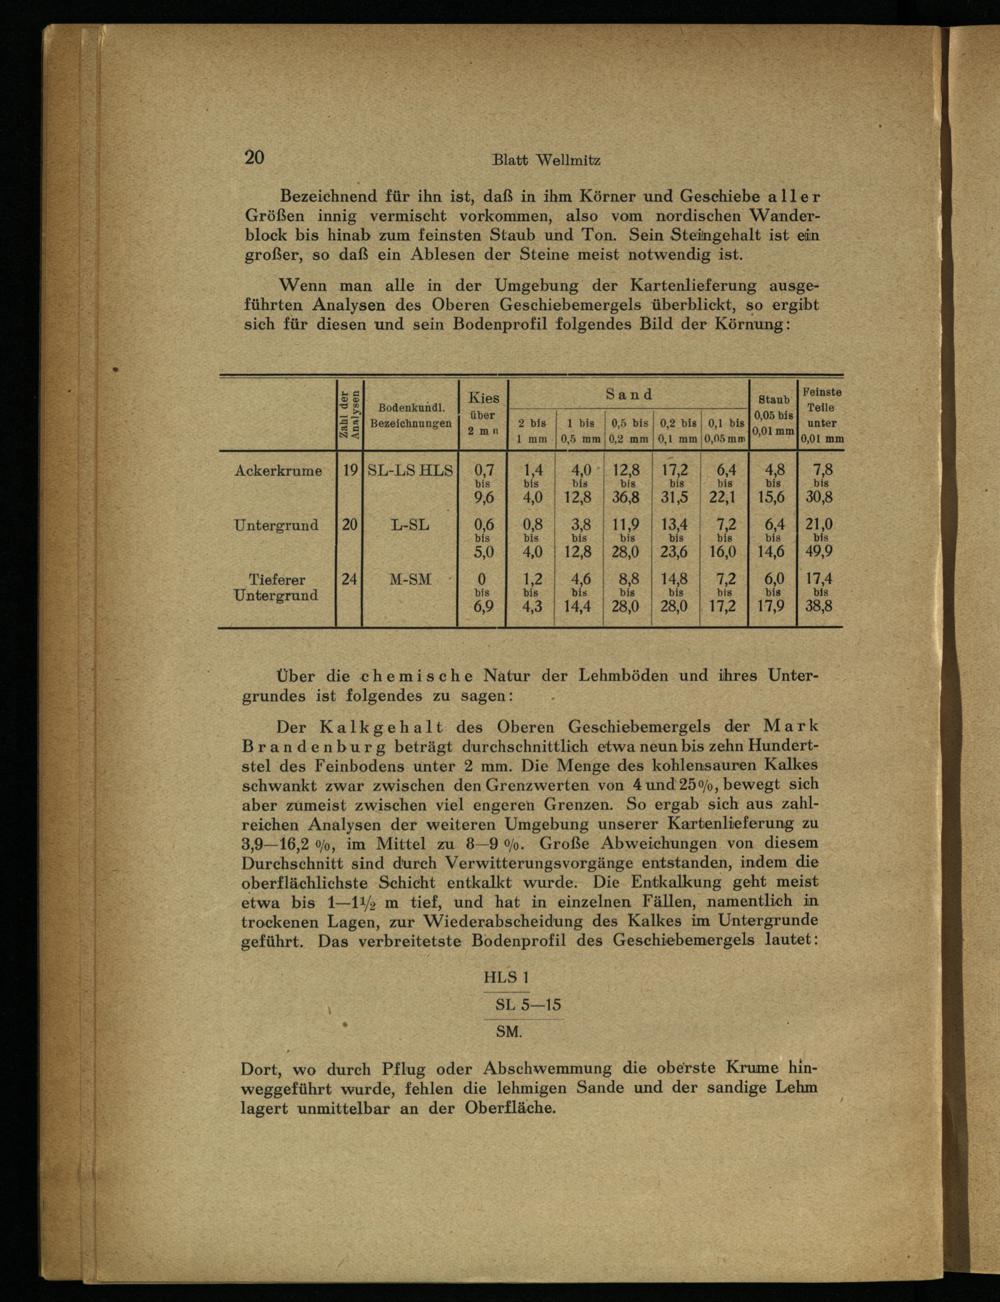 20
Blatt Wellmitz
Bezeichnend für ihn ist, daß in ihm Körner und Geschiebe aller
Größen innig vermischt vorkommen, also vom nordischen Wander-
block bis hinab zum feinsten Staub und Ton. Sein Steingehalt ist ein
großer, so daß ein Ablesen der Steine meist notwendig ist.
Wenn man alle in der Umgebung der Kartenlieferung ausge-
führten Analysen des Oberen Geschiebemergels überblickt, so ergibt
sich für diesen und sein Bodenprofil folgendes Bild der Körnung:
Zahl der Analysen | Bodenkundl. Bezeichnungen | Kies über 2 mm | Sand | Staub 0,05 bis 0,01 mm | Feinste Teile unter 0,01 mm
2 bis 1 mm | 1 bis 0,5 mm | 0,5 bis 0,2 mm | 0,2 bis 0,1 mm | 0,1 bis 0,05 mm
Ackerkrume 19 SL-LS HLS 0,7 1,4 4,0 12,8 17,2 6,4 4,8 7,8
bis bis bis bis bis bis bis bis
9,6 4,0 12,8 36,8 31,5 22,1 15,6 30,8
Untergrund 20 L-SL 0,6 0,8 3,8 11,9 13,4 7,2 6,4 21,0
bis bis bis bis bis bis bis bis
5,0 4,0 12,8 28,0 23,6 16,0 14,6 49,9
Tieferer 24 M-SM 0 1,2 4,6 8,8 14,8 7,2 6,0 17,4
Untergrund bis bis bis bis bis bis bis bis
6,9 4,3 14,4 28,0 28,0 17,2 17,9 38,8
Über die chemische Natur der Lehmböden und ihres Unter-
grundes ist folgendes zu sagen:
Der Kalkgehalt des Oberen Geschiebemergels der Mark
Brandenburg beträgt durchschnittlich etwa neun bis zehn Hundert-
stel des Feinbodens unter 2 mm. Die Menge des kohlensauren Kalkes
schwankt zwar zwischen den Grenzwerten von 4 und 25%, bewegt sich
aber zumeist zwischen viel engeren Grenzen. So ergab sich aus zahl-
reichen Analysen der weiteren Umgebung unserer Kartenlieferung zu
3,9—16,2 %, im Mittel zu 8—9 %. Große Abweichungen von diesem
Durchschnitt sind durch Verwitterungsvorgänge entstanden, indem die
oberflächlichste Schicht entkalkt wurde. Die Entkalkung geht meist
etwa bis 1—1½ m tief, und hat in einzelnen Fällen, namentlich in
trockenen Lagen, zur Wiederabscheidung des Kalkes im Untergrunde
geführt. Das verbreitetste Bodenprofil des Geschiebemergels lautet:
HLS 1
SL 5—15
SM.
Dort, wo durch Pflug oder Abschwemmung die oberste Krume hin-
weggeführt wurde, fehlen die lehmigen Sande und der sandige Lehm
lagert unmittelbar an der Oberfläche.